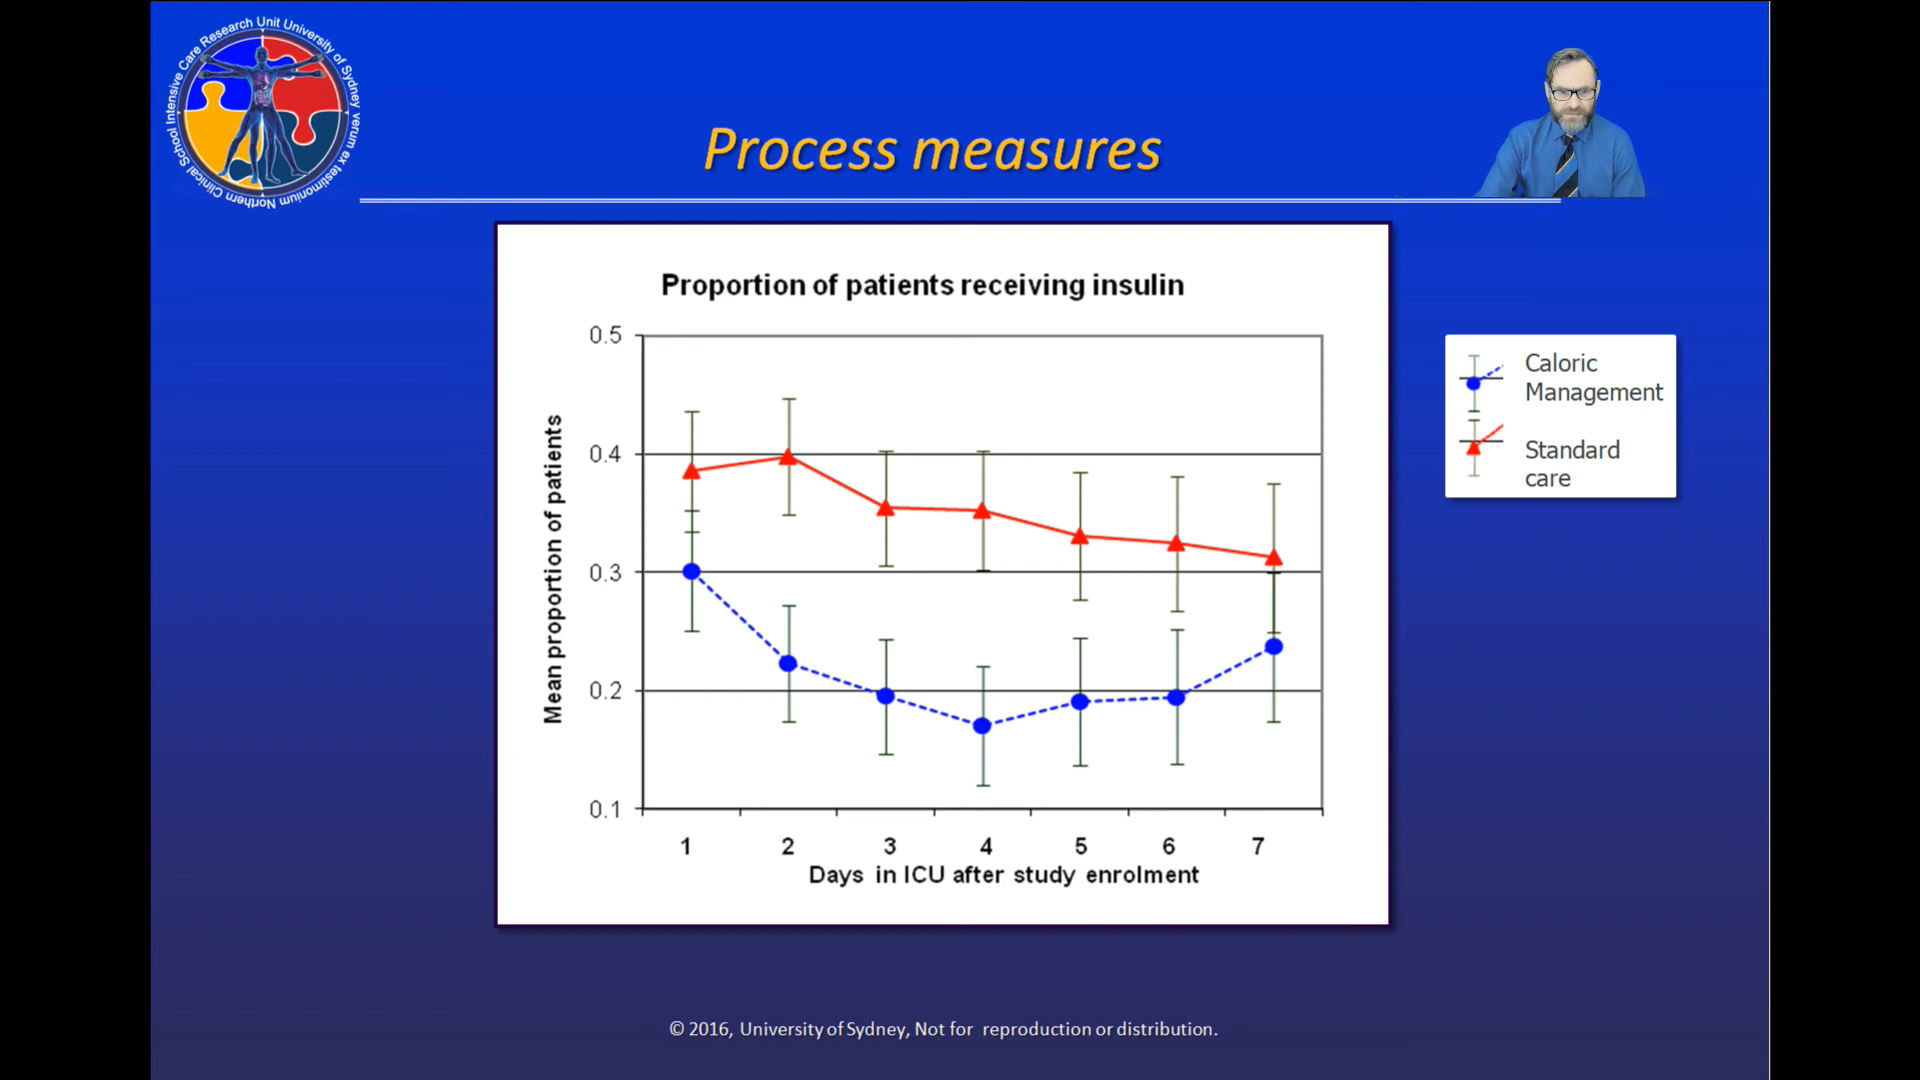 Northern Clinical School Intensive Care Research Unit University of Sydney verum ex testimonium
Process measures
Proportion of patients receiving insulin
0.5
0.4
0.3
0.2
0.1
Mean proportion of patients
1 2 3 4 5 6 7
Days in ICU after study enrolment
Caloric
Management
Standard
care
© 2016, University of Sydney, Not for reproduction or distribution.